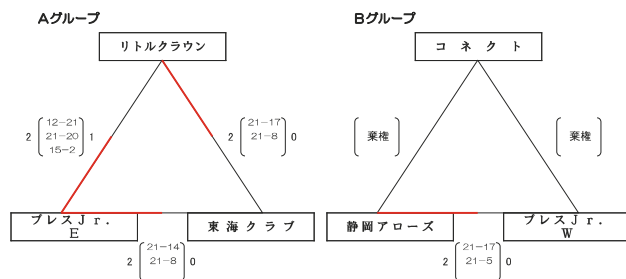 Aグループ
リトルクラウン
2 12-21 1
21-20
15-2
2 21-17 0
21-8
ブレスJr.
E
東海クラブ
2 21-14 0
21-8
Bグループ
コネクト
棄権
棄権
静岡アローズ
ブレスJr.
W
2 21-17 0
21-5